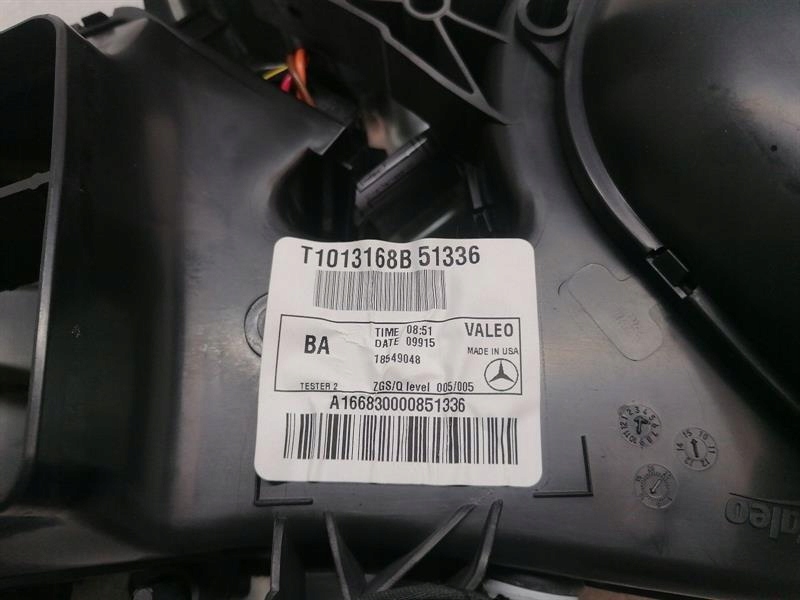 T1013168B 51336
BA
TIME 08:51
DATE 09915
18549048
VALEO
MADE IN USA
TESTER 2 ZGS/Q level 005/005
A166830000851336
Valeo